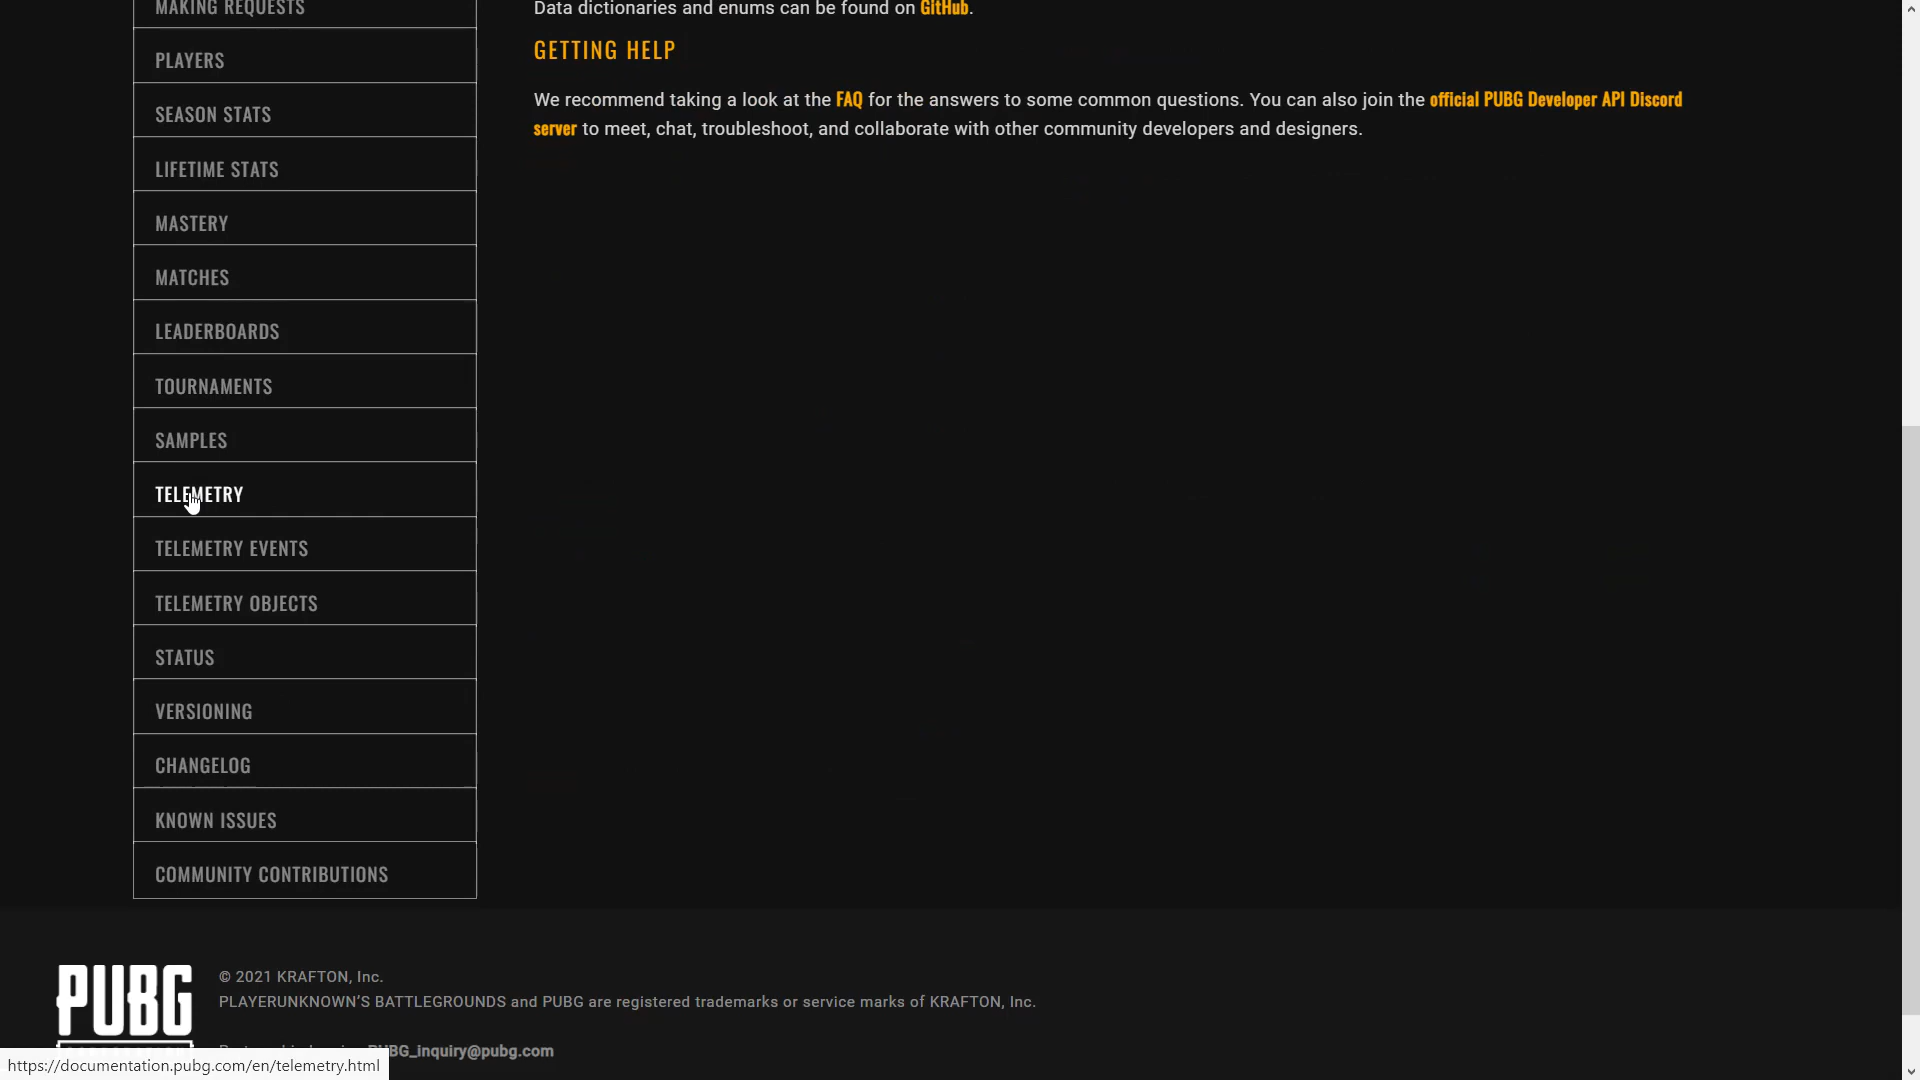 MAKING REQUESTS
PLAYERS
SEASON STATS
LIFETIME STATS
MASTERY
MATCHES
LEADERBOARDS
TOURNAMENTS
SAMPLES
TELEMETRY
TELEMETRY EVENTS
TELEMETRY OBJECTS
STATUS
VERSIONING
CHANGELOG
KNOWN ISSUES
COMMUNITY CONTRIBUTIONS
Data dictionaries and enums can be found on GitHub.
GETTING HELP
We recommend taking a look at the FAQ for the answers to some common questions. You can also join the official PUBG Developer API Discord
server to meet, chat, troubleshoot, and collaborate with other community developers and designers.
PUBG
© 2021 KRAFTON, Inc.
PLAYERUNKNOWN'S BATTLEGROUNDS and PUBG are registered trademarks or service marks of KRAFTON, Inc.
PUBG_inquiry@pubg.com
https://documentation.pubg.com/en/telemetry.html